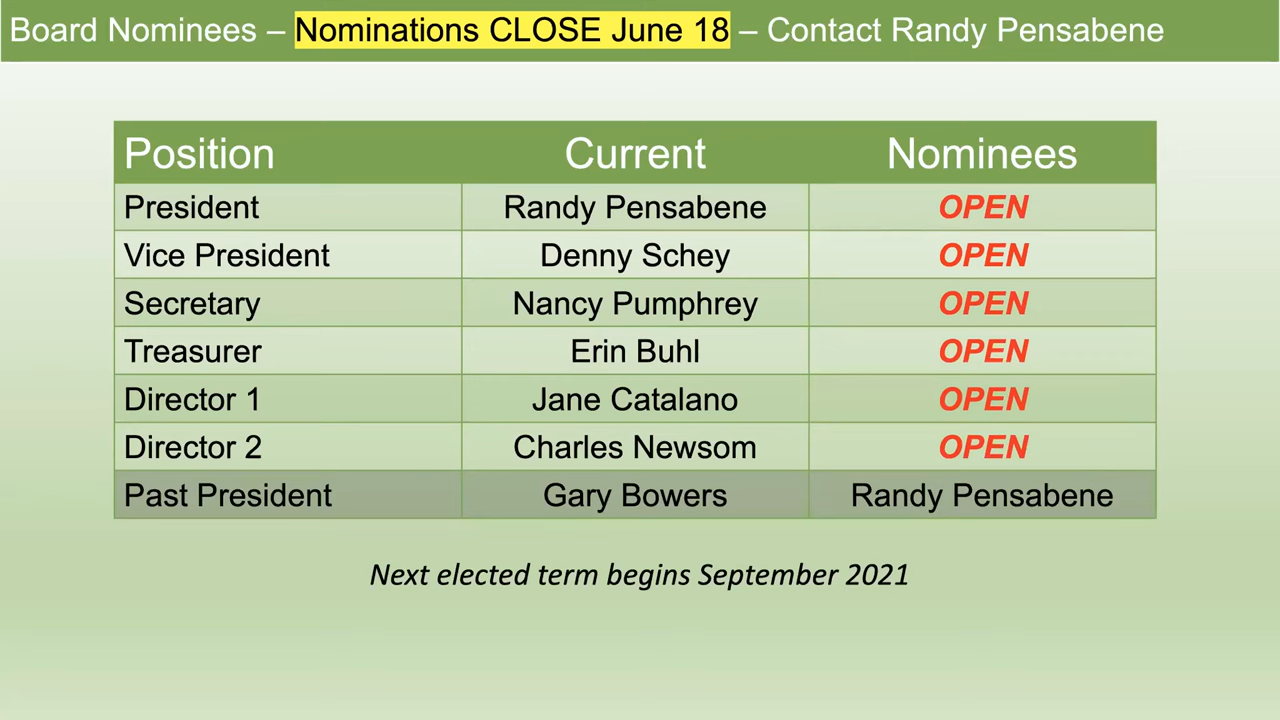 Board Nominees – Nominations CLOSE June 18 – Contact Randy Pensabene
Position Current Nominees
President Randy Pensabene OPEN
Vice President Denny Schey OPEN
Secretary Nancy Pumphrey OPEN
Treasurer Erin Buhl OPEN
Director 1 Jane Catalano OPEN
Director 2 Charles Newsom OPEN
Past President Gary Bowers Randy Pensabene
Next elected term begins September 2021